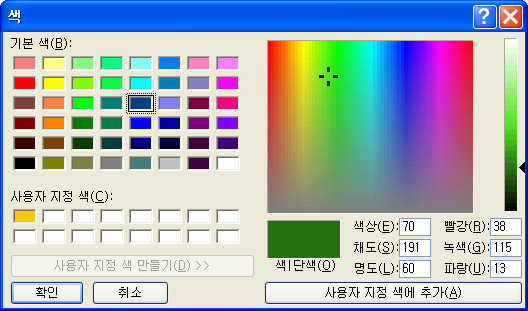 색
기본 색(B):
사용자 지정 색(C):
사용자 지정 색 만들기(D) >>
확인
취소
색|단색(O)
색상(E): 70
빨강(R): 38
채도(S): 191
녹색(G): 115
명도(L): 60
파랑(U): 13
사용자 지정 색에 추가(A)